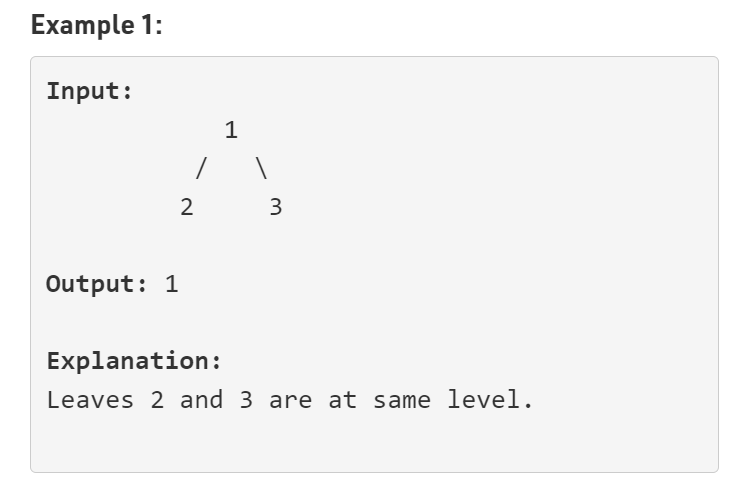 Example 1:
Input:
1
/ \
2 3
Output: 1
Explanation:
Leaves 2 and 3 are at same level.